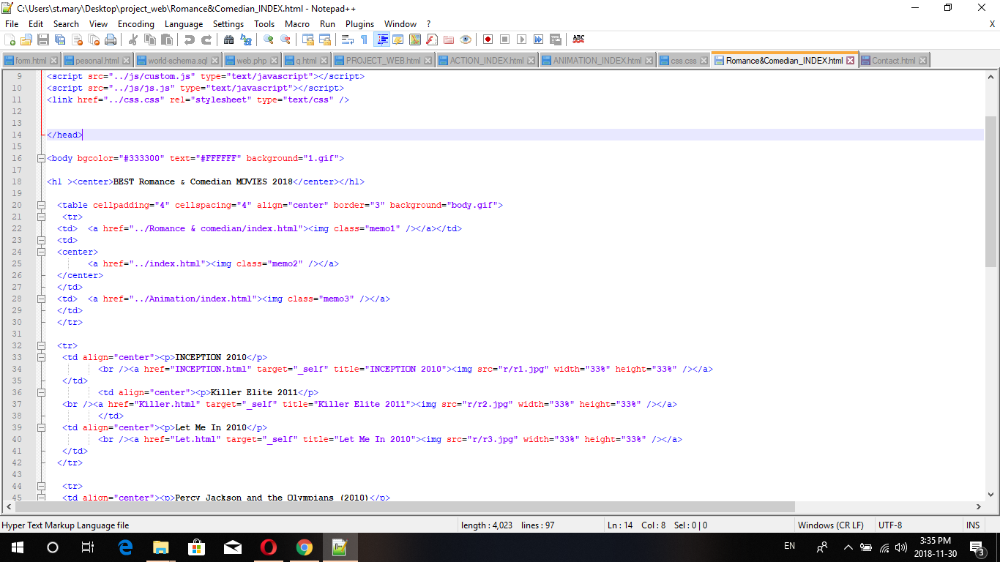 C:\Users\st.mary\Desktop\project_web\Romance&Comedian_INDEX.html - Notepad++
File Edit Search View Encoding Language Settings Tools Macro Run Plugins Window ? X
ABC
form.html pesonal.html world-schema.sql web.php q.html PROJECT_WEB.html ACTION_INDEX.html ANIMATION_INDEX.html css.css Romance&Comedian_INDEX.html Contact.html
9 <script src="../js/custom.js" type="text/javascript"></script>
10 <script src="../js/js.js" type="text/javascript"></script>
11 <link href="../css.css" rel="stylesheet" type="text/css" />
12
13
14 </head>
15
16 <body bgcolor="#333300" text="#FFFFFF" background="1.gif">
17
18 <h1 ><center>BEST Romance & Comedian MOVIES 2018</center></h1>
19
20 <table cellpadding="4" cellspacing="4" align="center" border="3" background="body.gif">
21 <tr>
22 <td> <a href="../Romance & comedian/index.html"><img class="memo1" /></a></td>
23 <td>
24 <center>
25 <a href="../index.html"><img class="memo2" /></a>
26 </center>
27 </td>
28 <td> <a href="../Animation/index.html"><img class="memo3" /></a>
29 </td>
30 </tr>
31
32 <tr>
33 <td align="center"><p>INCEPTION 2010</p>
34 <br /><a href="INCEPTION.html" target="_self" title="INCEPTION 2010"><img src="r/r1.jpg" width="33%" height="33%" /></a>
35 </td>
36 <td align="center"><p>Killer Elite 2011</p>
37 <br /><a href="Killer.html" target="_self" title="Killer Elite 2011"><img src="r/r2.jpg" width="33%" height="33%" /></a>
38 </td>
39 <td align="center"><p>Let Me In 2010</p>
40 <br /><a href="Let.html" target="_self" title="Let Me In 2010"><img src="r/r3.jpg" width="33%" height="33%" /></a>
41 </td>
42 </tr>
43
44 <tr>
45 <td align="center"><p>Percy Jackson and the Olympians (2010)</p>
Hyper Text Markup Language file length : 4,023 lines : 97 Ln : 14 Col : 8 Sel : 0 | 0 Windows (CR LF) UTF-8 INS
EN 3:35 PM
2018-11-30 3